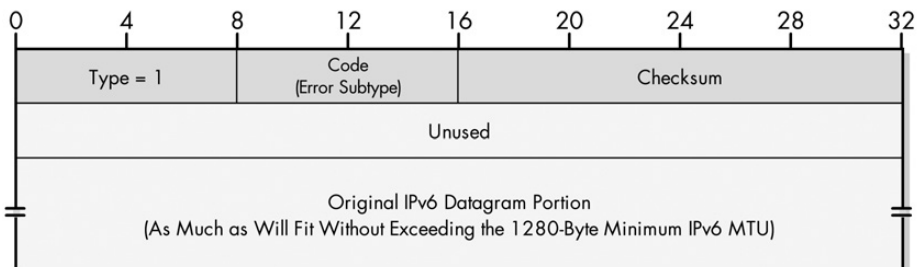 0 4 8 12 16 20 24 28 32
Type = 1
Code
(Error Subtype)
Checksum
Unused
Original IPv6 Datagram Portion
(As Much as Will Fit Without Exceeding the 1280-Byte Minimum IPv6 MTU)